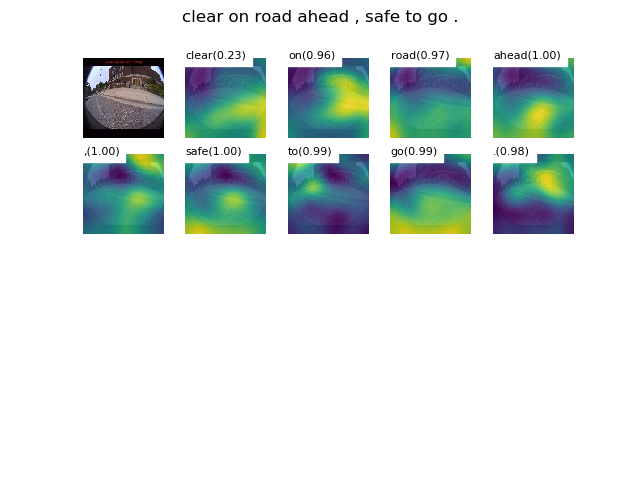 clear on road ahead , safe to go .
clear(0.23)
on(0.96)
road(0.97)
ahead(1.00)
,(1.00)
safe(1.00)
to(0.99)
go(0.99)
.(0.98)